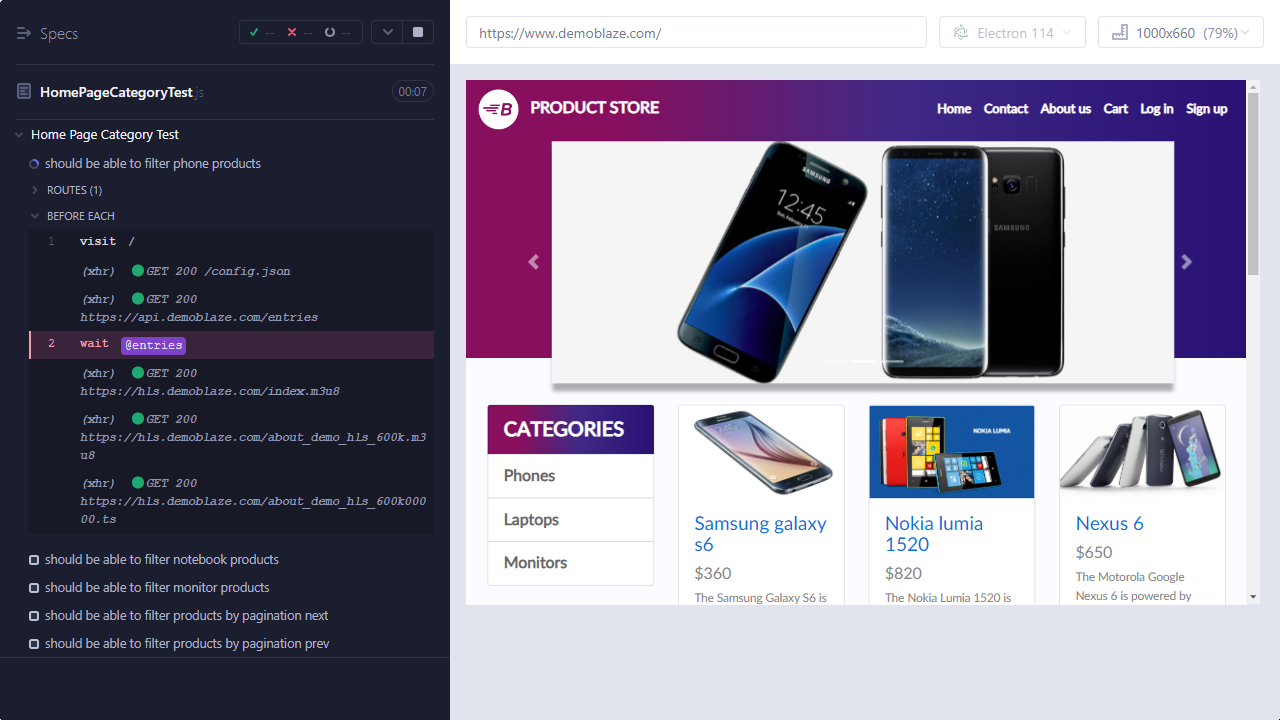 Specs
-- -- --
HomePageCategoryTest.js
00:07
Home Page Category Test
should be able to filter phone products
ROUTES (1)
BEFORE EACH
1 visit /
(xhr) GET 200 /config.json
(xhr) GET 200
https://api.demoblaze.com/entries
2 wait @entries
(xhr) GET 200
https://hls.demoblaze.com/index.m3u8
(xhr) GET 200
https://hls.demoblaze.com/about_demo_hls_600k.m3
u8
(xhr) GET 200
https://hls.demoblaze.com/about_demo_hls_600k000
00.ts
should be able to filter notebook products
should be able to filter monitor products
should be able to filter products by pagination next
should be able to filter products by pagination prev
https://www.demoblaze.com/
Electron 114
1000x660 (79%)
B
PRODUCT STORE
Home Contact About us Cart Log in Sign up
SAMSUNG
12:45
SAMSUNG
CATEGORIES
Phones
Laptops
Monitors
Samsung galaxy
s6
$360
The Samsung Galaxy S6 is
NOKIA LUMIA
Nokia lumia
1520
$820
The Nokia Lumia 1520 is
Nexus 6
$650
The Motorola Google
Nexus 6 is powered by